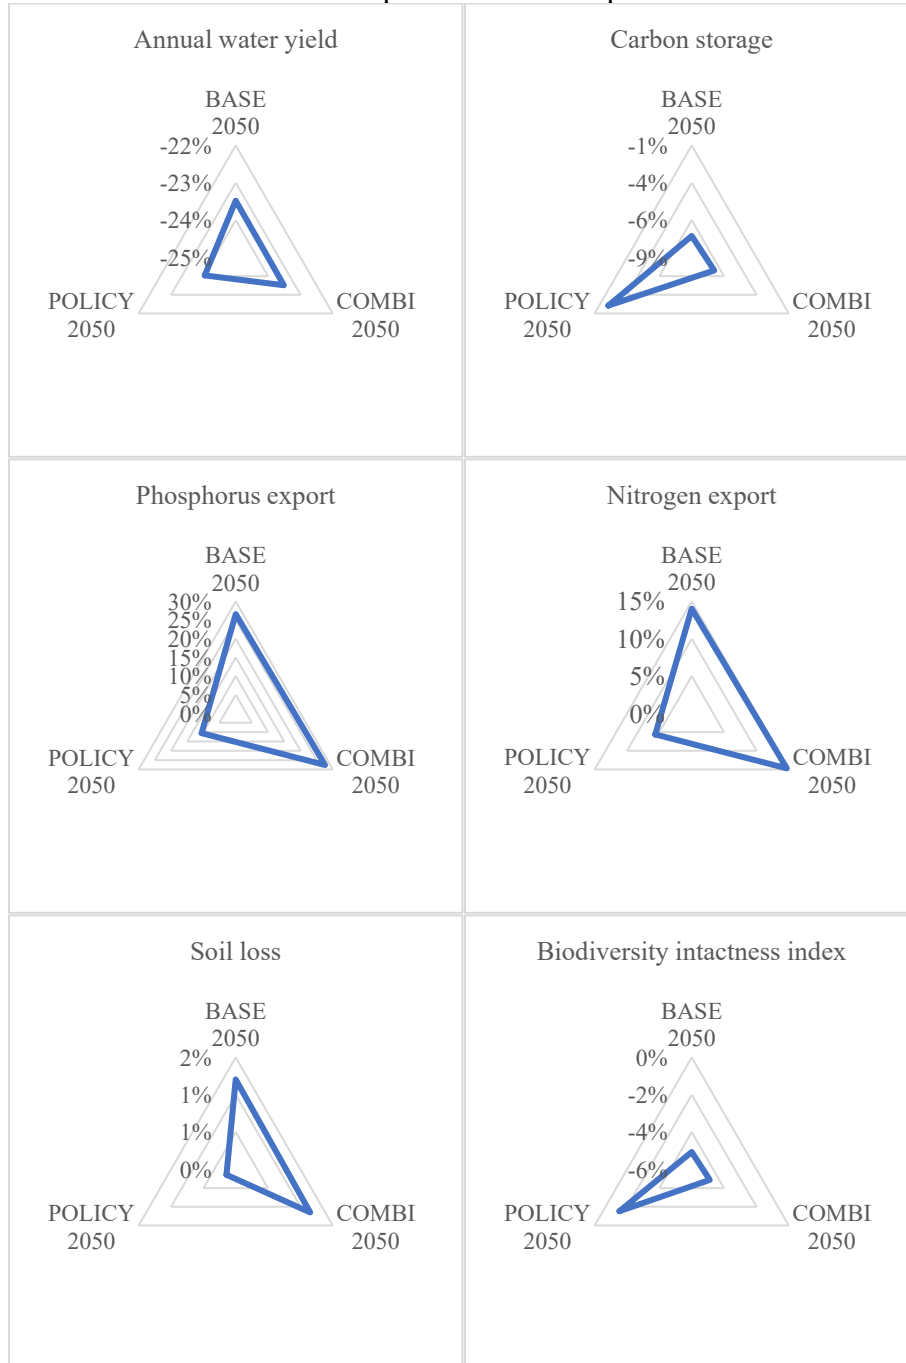 Annual water yield
BASE
2050
-22%
-23%
-24%
-25%
POLICY
2050
COMBI
2050
Carbon storage
BASE
2050
-1%
-4%
-6%
-9%
POLICY
2050
COMBI
2050
Phosphorus export
BASE
2050
30%
25%
20%
15%
10%
5%
0%
POLICY
2050
COMBI
2050
Nitrogen export
BASE
2050
15%
10%
5%
0%
POLICY
2050
COMBI
2050
Soil loss
BASE
2050
2%
1%
1%
0%
POLICY
2050
COMBI
2050
Biodiversity intactness index
BASE
2050
0%
-2%
-4%
-6%
POLICY
2050
COMBI
2050